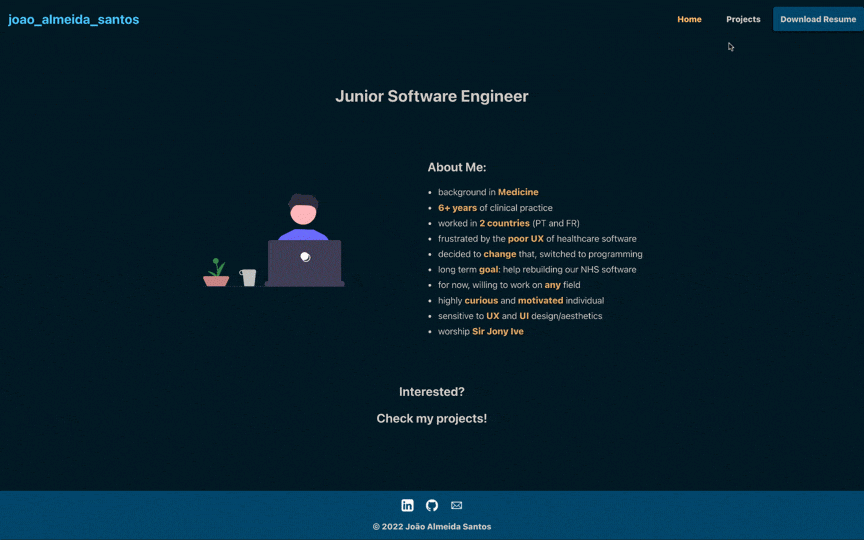 joao_almeida_santos
Home
Projects
Download Resume
Junior Software Engineer
About Me:
background in Medicine
6+ years of clinical practice
worked in 2 countries (PT and FR)
frustrated by the poor UX of healthcare software
decided to change that, switched to programming
long term goal: help rebuilding our NHS software
for now, willing to work on any field
highly curious and motivated individual
sensitive to UX and UI design/aesthetics
worship Sir Jony Ive
Interested?
Check my projects!
in
© 2022 João Almeida Santos